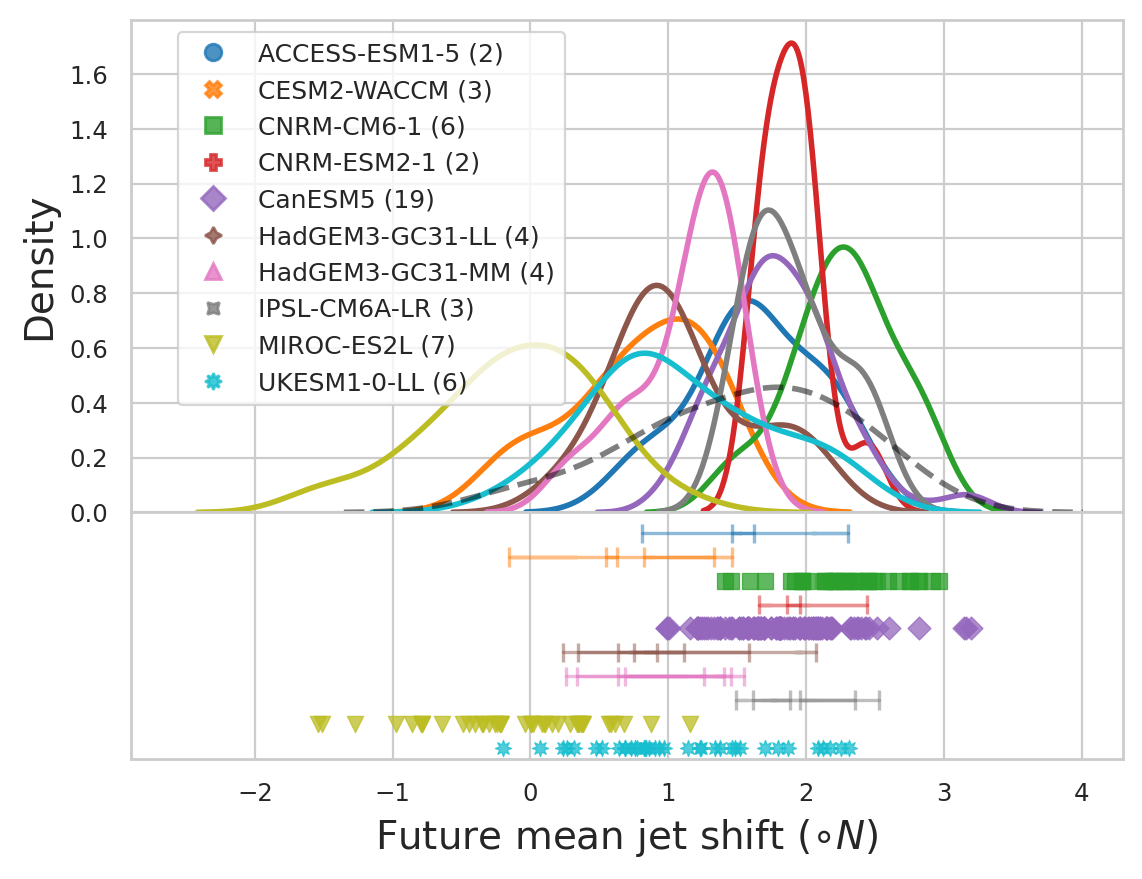 ACCESS-ESM1-5 (2)
CESM2-WACCM (3)
CNRM-CM6-1 (6)
CNRM-ESM2-1 (2)
CanESM5 (19)
HadGEM3-GC31-LL (4)
HadGEM3-GC31-MM (4)
IPSL-CM6A-LR (3)
MIROC-ES2L (7)
UKESM1-0-LL (6)
Density
1.6
1.4
1.2
1.0
0.8
0.6
0.4
0.2
0.0
−2 −1 0 1 2 3 4
Future mean jet shift (∘N)